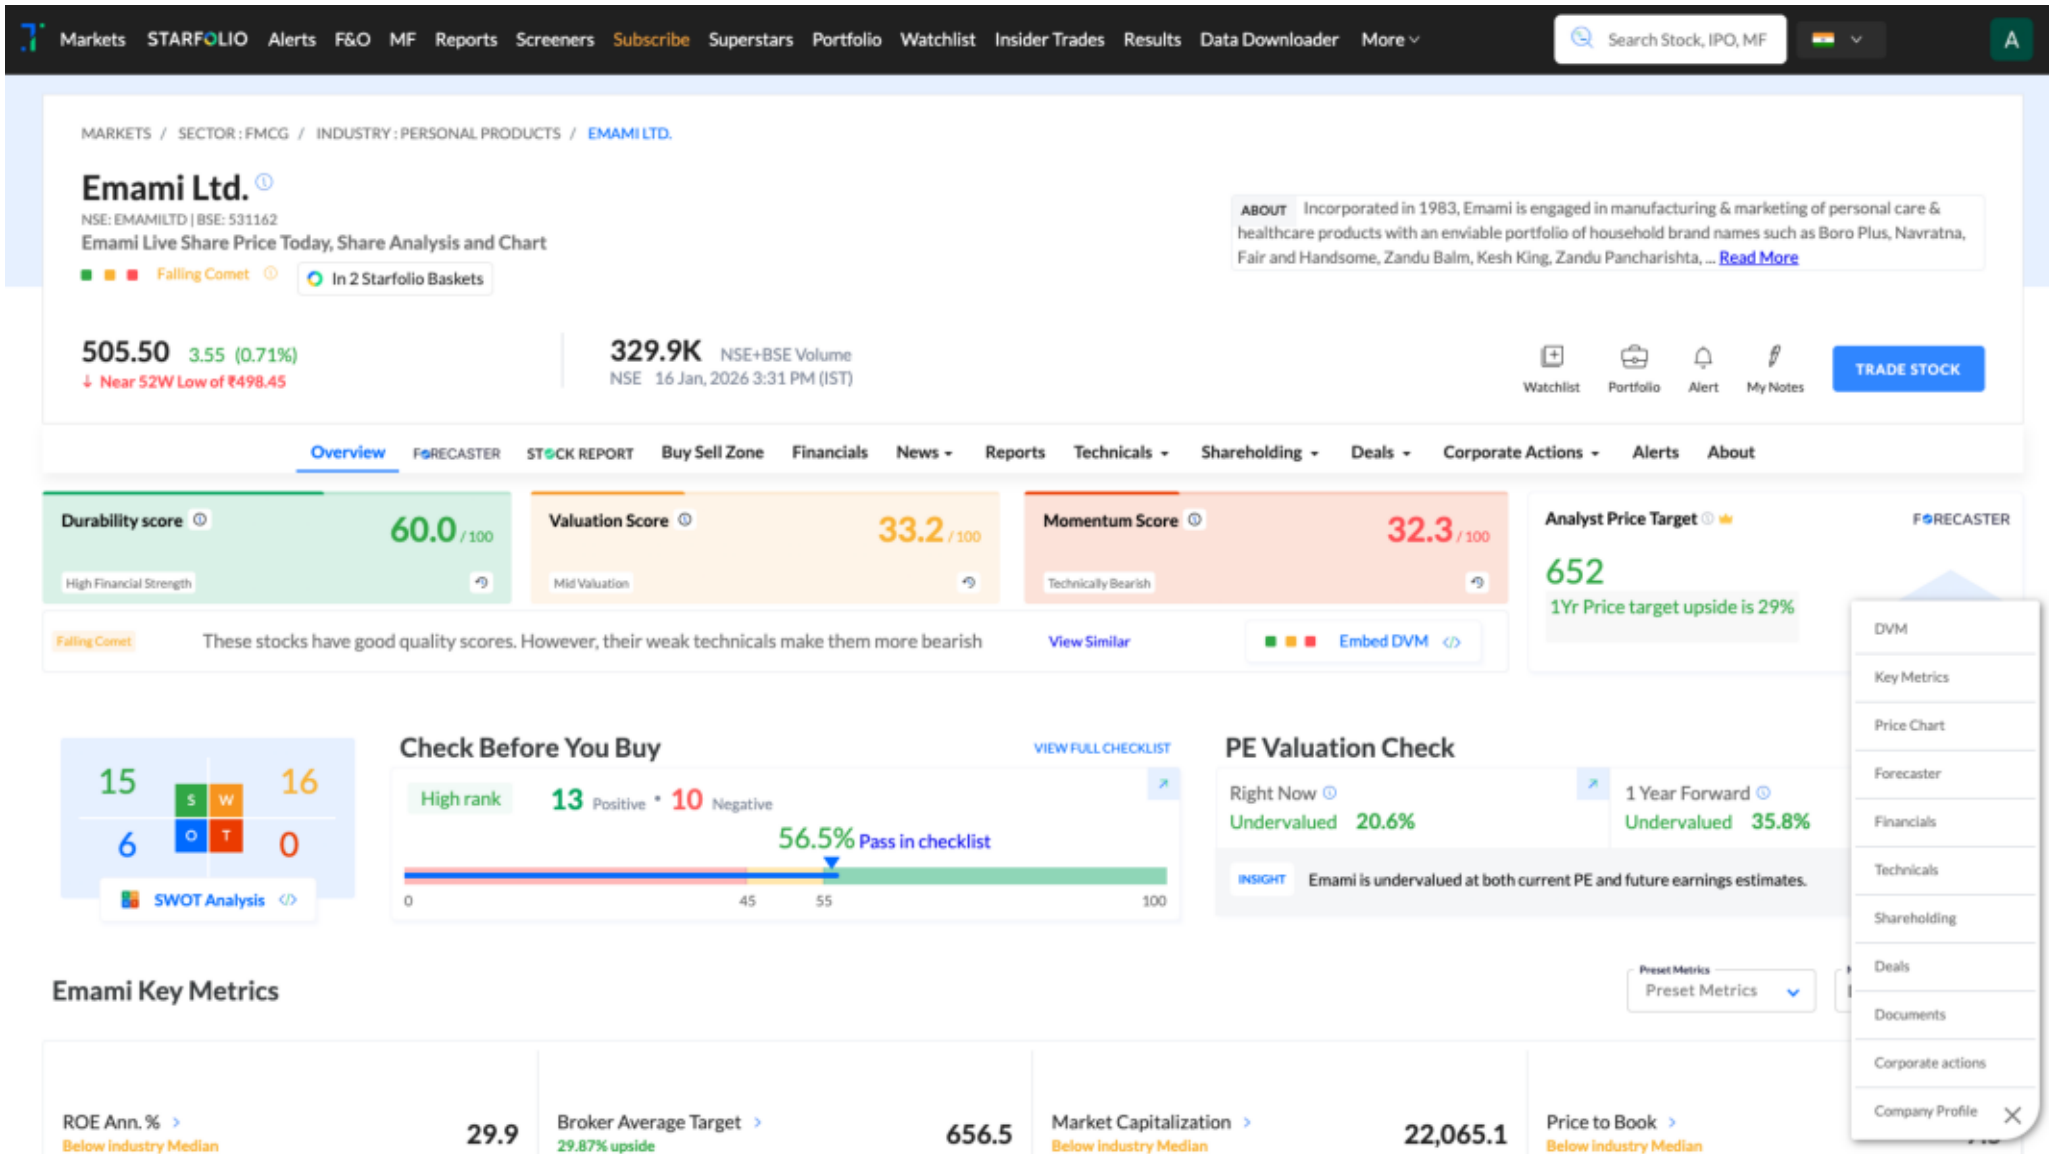 Markets STARFOLIO Alerts F&O MF Reports Screeners Subscribe Superstars Portfolio Watchlist Insider Trades Results Data Downloader More Search Stock, IPO, MF A
MARKETS / SECTOR : FMCG / INDUSTRY : PERSONAL PRODUCTS / EMAMI LTD.
Emami Ltd.
NSE: EMAMILTD | BSE: 531162
Emami Live Share Price Today, Share Analysis and Chart
Falling Comet In 2 Starfolio Baskets
ABOUT Incorporated in 1983, Emami is engaged in manufacturing & marketing of personal care &
healthcare products with an enviable portfolio of household brand names such as Boro Plus, Navratna,
Fair and Handsome, Zandu Balm, Kesh King, Zandu Pancharishta, ... Read More
505.50 3.55 (0.71%)
↓ Near 52W Low of ₹498.45
329.9K NSE+BSE Volume
NSE 16 Jan, 2026 3:31 PM (IST)
Watchlist Portfolio Alert My Notes
TRADE STOCK
Overview FORECASTER STOCK REPORT Buy Sell Zone Financials News Reports Technicals Shareholding Deals Corporate Actions Alerts About
Durability score 60.0 / 100
High Financial Strength
Valuation Score 33.2 / 100
Mid Valuation
Momentum Score 32.3 / 100
Technically Bearish
Analyst Price Target FORECASTER
652
1Yr Price target upside is 29%
Falling Comet These stocks have good quality scores. However, their weak technicals make them more bearish View Similar Embed DVM </>
15 16
S W
O T
6 0
SWOT Analysis </>
Check Before You Buy VIEW FULL CHECKLIST
High rank 13 Positive • 10 Negative
56.5% Pass in checklist
0 45 55 100
PE Valuation Check
Right Now
Undervalued 20.6%
1 Year Forward
Undervalued 35.8%
INSIGHT Emami is undervalued at both current PE and future earnings estimates.
Emami Key Metrics
Preset Metrics
Preset Metrics
ROE Ann. % 29.9
Below industry Median
Broker Average Target 656.5
29.87% upside
Market Capitalization 22,065.1
Below industry Median
Price to Book
Below industry Median
DVM
Key Metrics
Price Chart
Forecaster
Financials
Technicals
Shareholding
Deals
Documents
Corporate actions
Company Profile